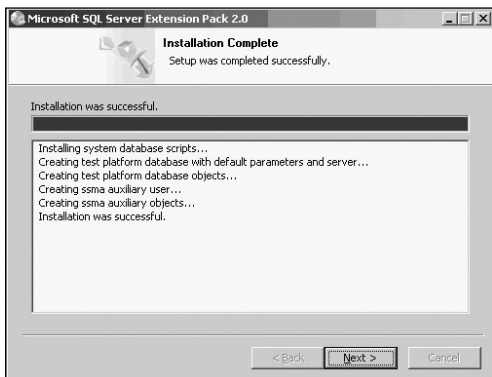 Microsoft SQL Server Extension Pack 2.0
Installation Complete
Setup was completed successfully.
Installation was successful.
Installing system database scripts...
Creating test platform database with default parameters and server...
Creating test platform database objects...
Creating ssma auxiliary user...
Creating ssma auxiliary objects...
Installation was successful.
< Back
Next >
Cancel